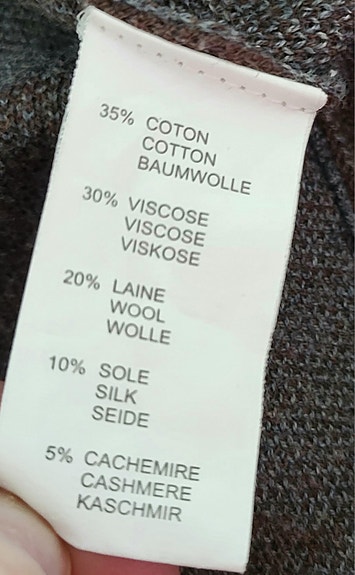 35% COTON
COTTON
BAUMWOLLE
30% VISCOSE
VISCOSE
VISKOSE
20% LAINE
WOOL
WOLLE
10% SOLE
SILK
SEIDE
5% CACHEMIRE
CASHMERE
KASCHMIR